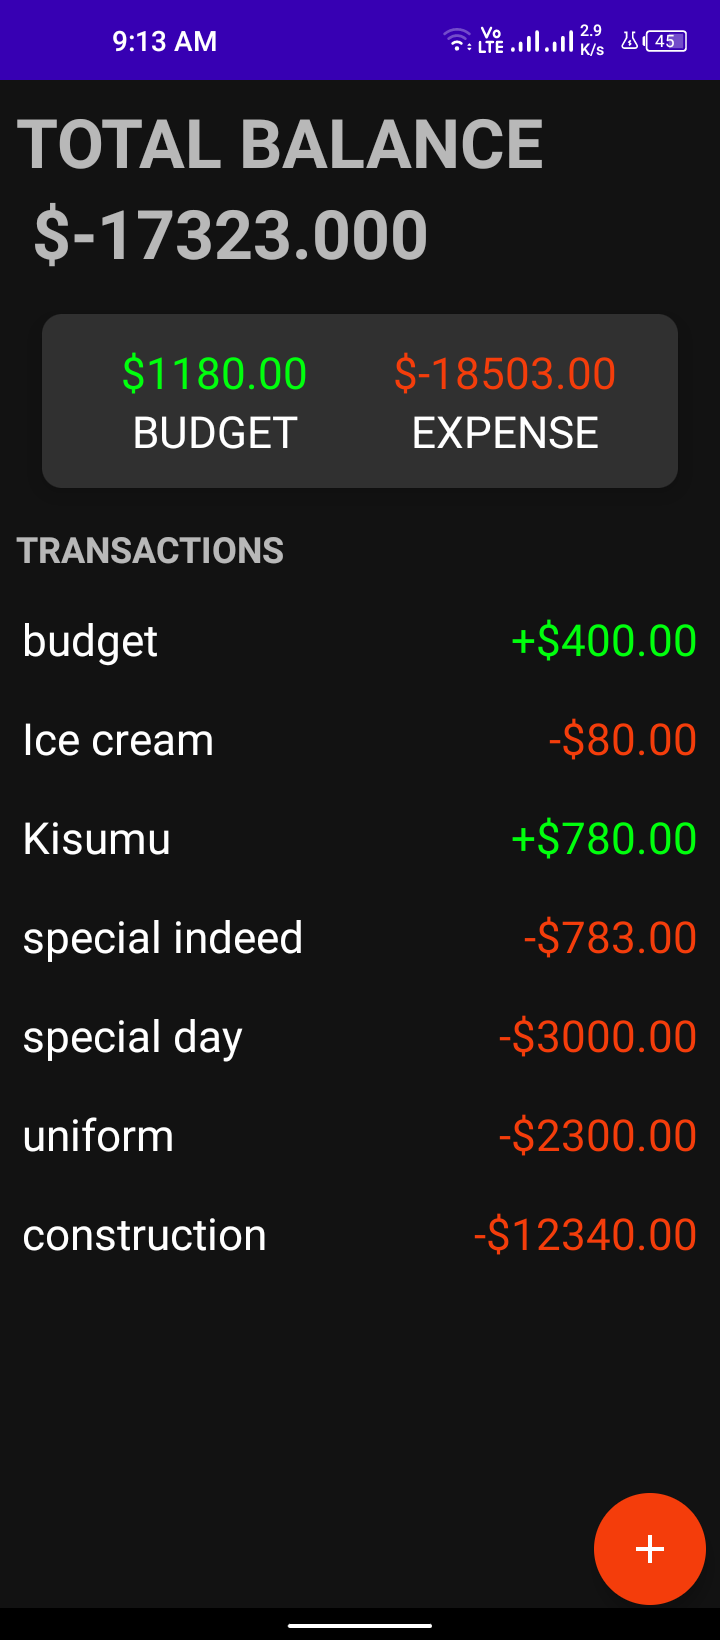 9:13 AM Vo LTE 2.9 K/s 45
TOTAL BALANCE
$-17323.000
$1180.00 $-18503.00
BUDGET EXPENSE
TRANSACTIONS
budget +$400.00
Ice cream -$80.00
Kisumu +$780.00
special indeed -$783.00
special day -$3000.00
uniform -$2300.00
construction -$12340.00
+